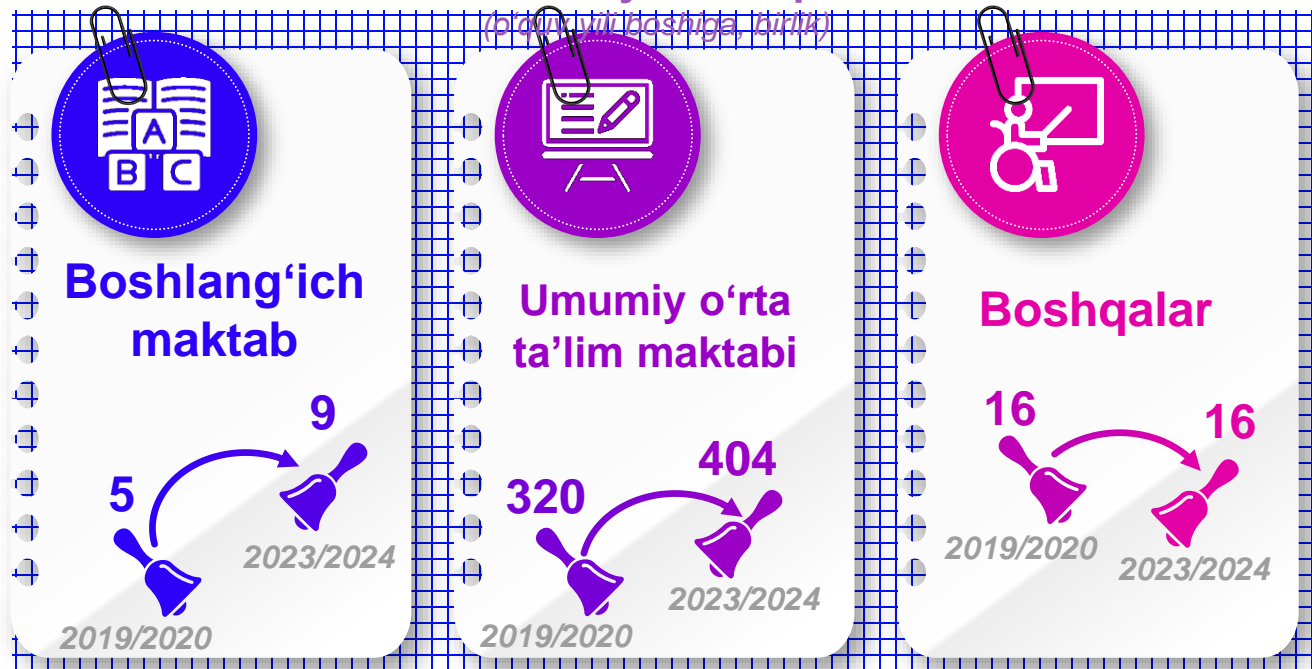 (o‘quv yili boshiga, birlik)
A
B C
Boshlang‘ich
maktab
9
5
2023/2024
2019/2020
Umumiy o‘rta
ta’lim maktabi
404
320
2023/2024
2019/2020
Boshqalar
16
16
2019/2020
2023/2024